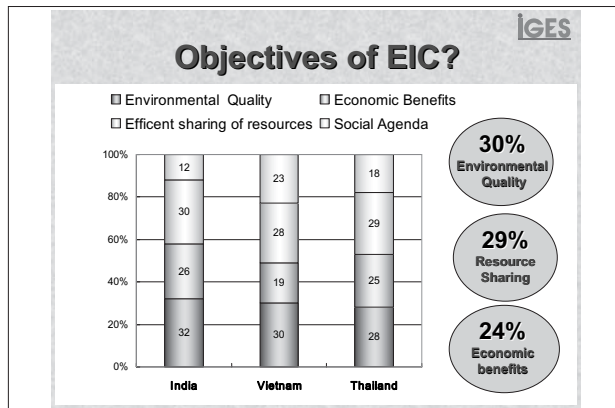 IGES
Objectives of EIC?
Environmental Quality
Economic Benefits
Efficent sharing of resources
Social Agenda
100%
80%
60%
40%
20%
0%
12
30
26
32
23
28
19
30
18
29
25
28
India
Vietnam
Thailand
30%
Environmental
Quality
29%
Resource
Sharing
24%
Economic
benefits